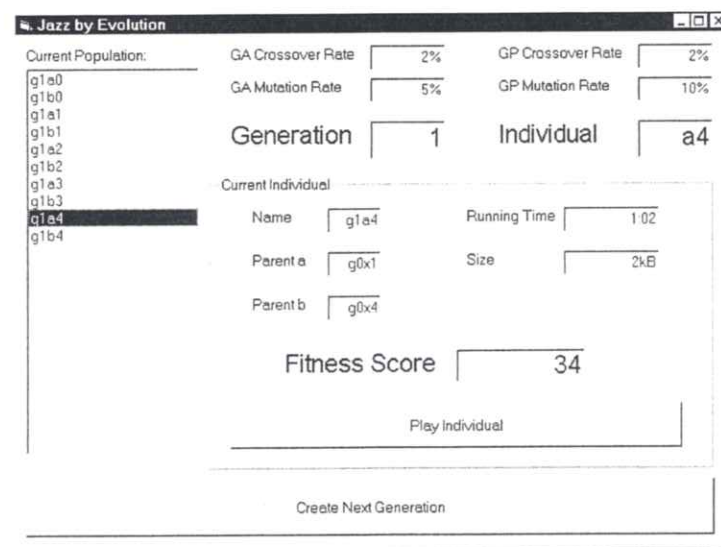 Jazz by Evolution
Current Population:
g1a0
g1b0
g1a1
g1b1
g1a2
g1b2
g1a3
g1b3
g1a4
g1b4
GA Crossover Rate 2%
GP Crossover Rate 2%
GA Mutation Rate 5%
GP Mutation Rate 10%
Generation 1
Individual a4
Current Individual
Name g1a4
Running Time 1:02
Parent a g0x1
Size 2kB
Parent b g0x4
Fitness Score 34
Play Individual
Create Next Generation